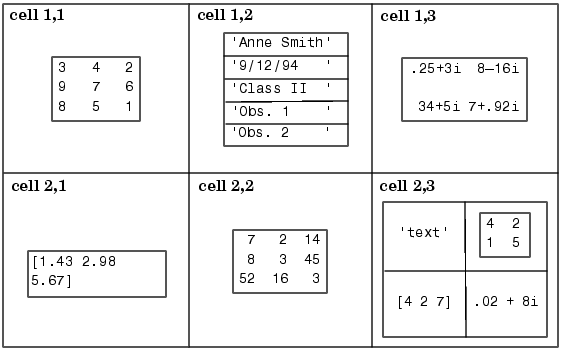 cell 1,1
3 4 2
9 7 6
8 5 1
cell 1,2
'Anne Smith'
'9/12/94 '
'Class II '
'Obs. 1 '
'Obs. 2 '
cell 1,3
.25+3i 8-16i
34+5i 7+.92i
cell 2,1
[1.43 2.98
5.67]
cell 2,2
7 2 14
8 3 45
52 16 3
cell 2,3
'text'
4 2
1 5
[4 2 7]
.02 + 8i